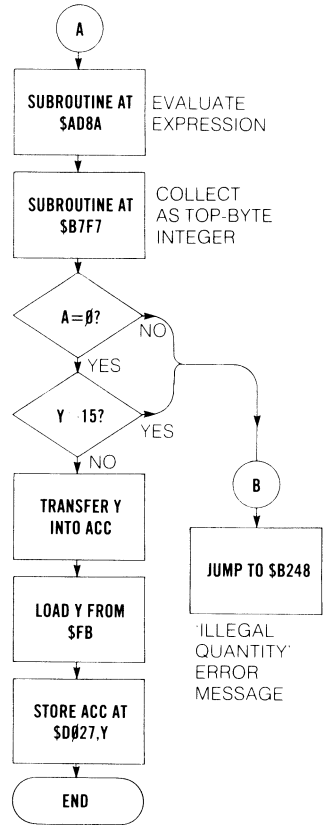 A
SUBROUTINE AT
$AD8A
EVALUATE
EXPRESSION
SUBROUTINE AT
$B7F7
COLLECT
AS TOP-BYTE
INTEGER
A=Ø?
NO
YES
Y 15?
YES
NO
B
TRANSFER Y
INTO ACC
JUMP TO $B248
LOAD Y FROM
$FB
'ILLEGAL
QUANTITY'
ERROR
MESSAGE
STORE ACC AT
$DØ27,Y
END